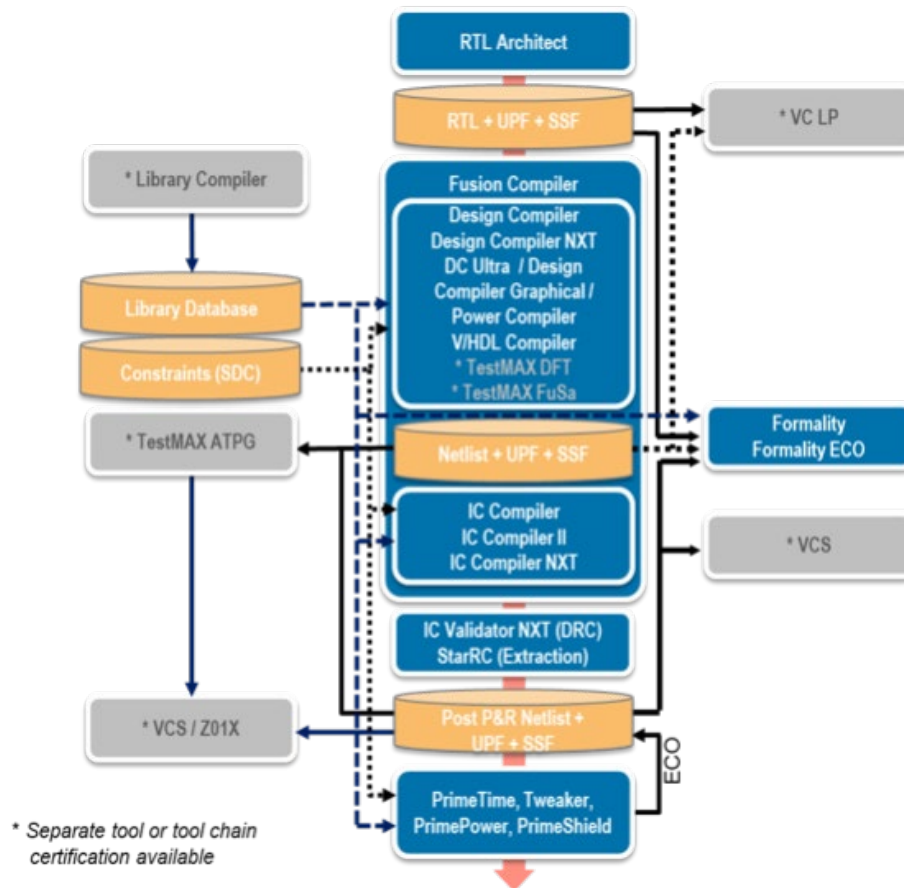 RTL Architect
RTL + UPF + SSF
* VC LP
* Library Compiler
Fusion Compiler
Design Compiler
Design Compiler NXT
DC Ultra / Design
Compiler Graphical /
Power Compiler
V/HDL Compiler
* TestMAX DFT
* TestMAX FuSa
Library Database
Constraints (SDC)
* TestMAX ATPG
Netlist + UPF + SSF
Formality
Formality ECO
IC Compiler
IC Compiler II
IC Compiler NXT
* VCS
IC Validator NXT (DRC)
StarRC (Extraction)
* VCS / Z01X
Post P&R Netlist +
UPF + SSF
ECO
PrimeTime, Tweaker,
PrimePower, PrimeShield
* Separate tool or tool chain
certification available